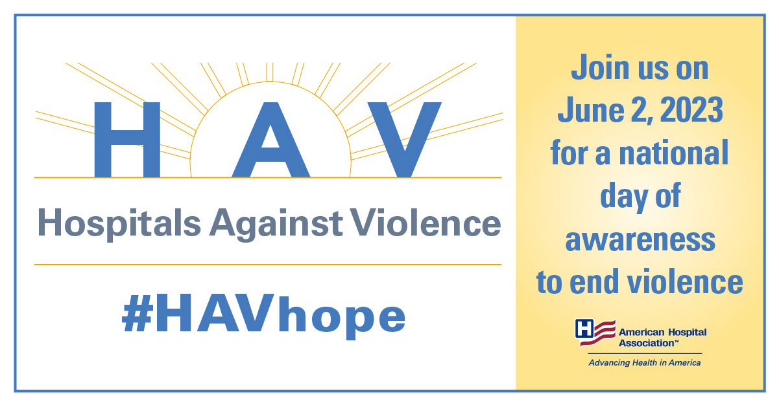 HAV
Hospitals Against Violence
#HAVhope
Join us on
June 2, 2023
for a national
day of
awareness
to end violence
H
American Hospital
Association™
Advancing Health in America